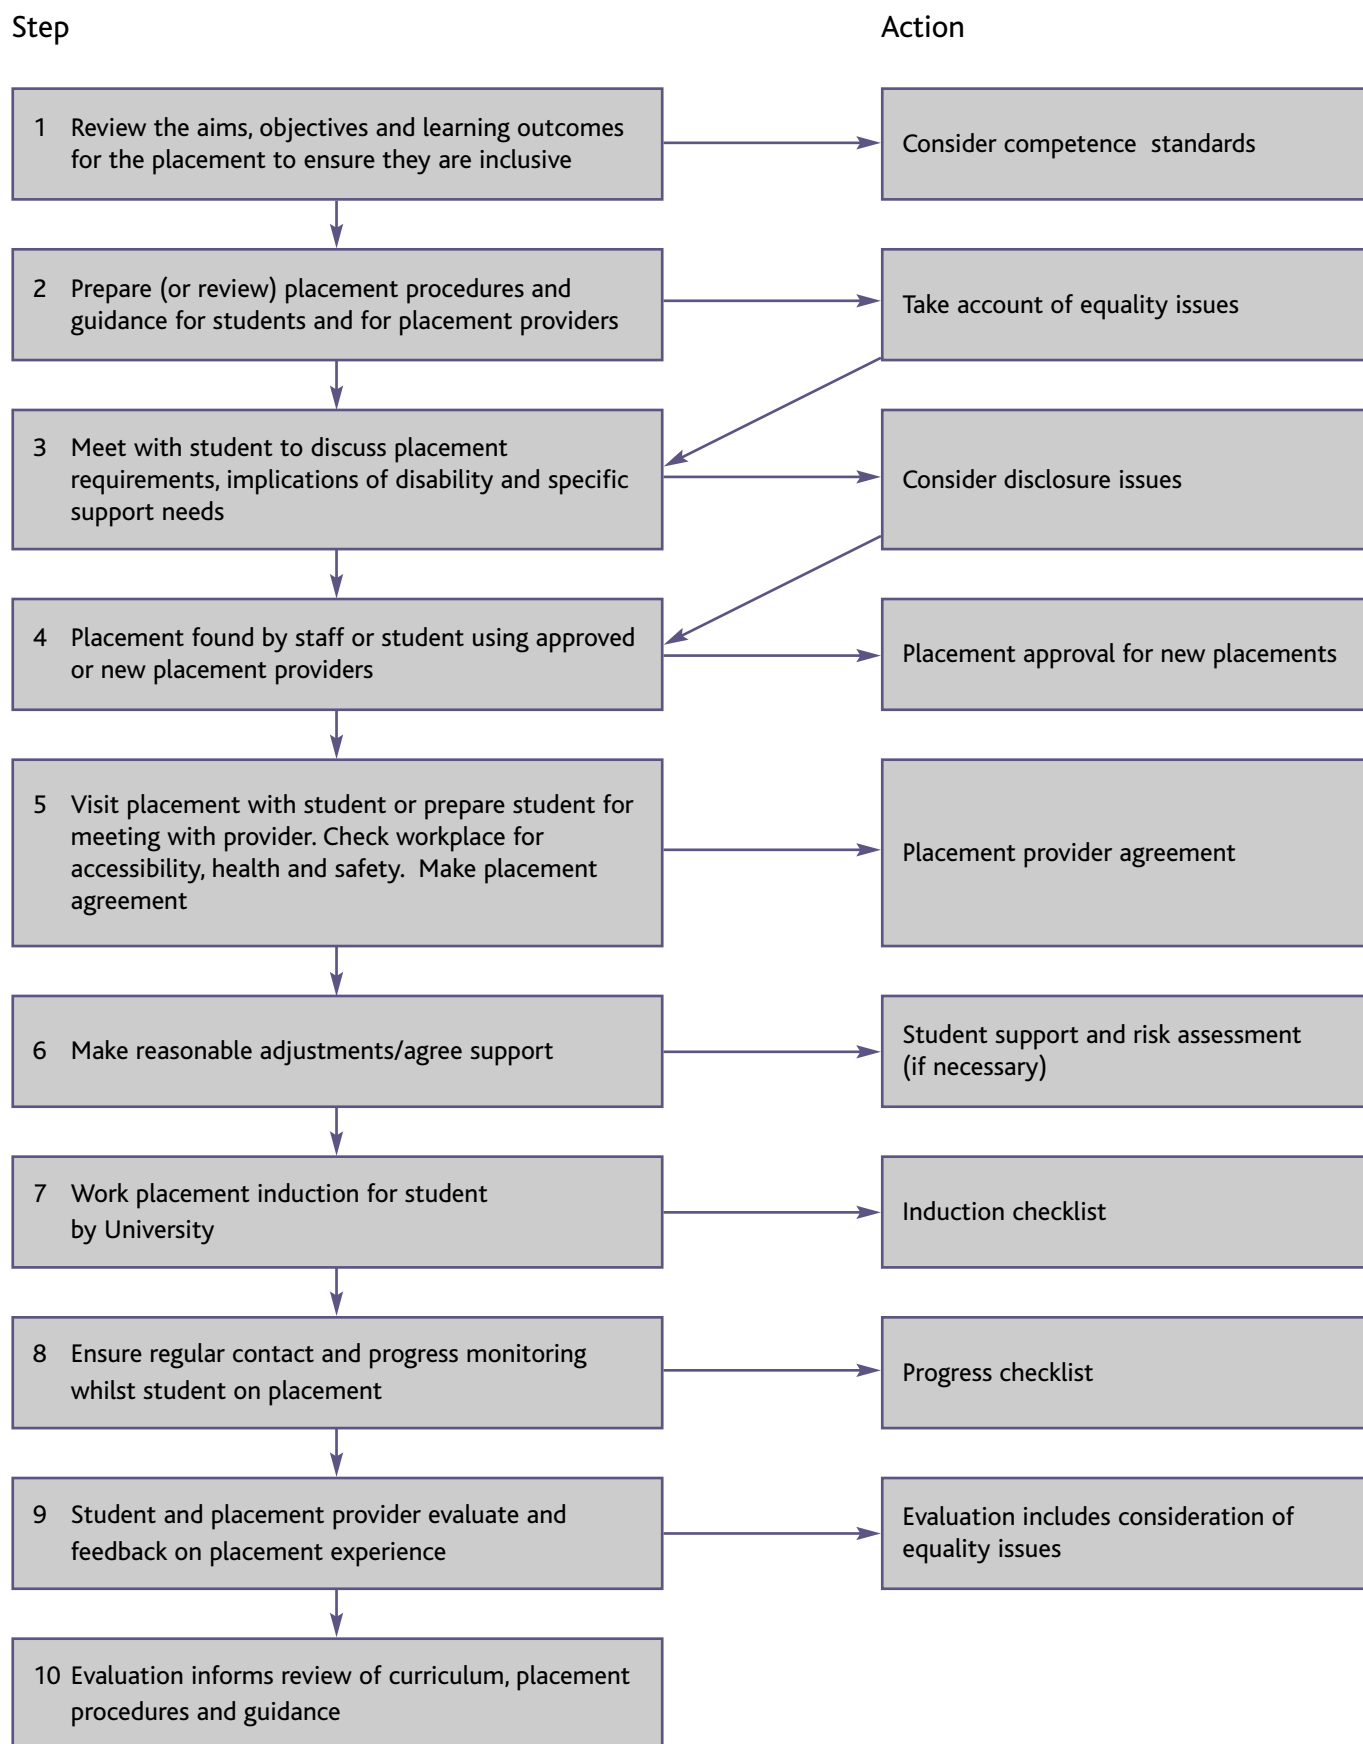 Step
Action
1 Review the aims, objectives and learning outcomes
for the placement to ensure they are inclusive
Consider competence  standards
2 Prepare (or review) placement procedures and
guidance for students and for placement providers
Take account of equality issues
3 Meet with student to discuss placement
requirements, implications of disability and specific
support needs
Consider disclosure issues
4 Placement found by staff or student using approved
or new placement providers
Placement approval for new placements
5 Visit placement with student or prepare student for
meeting with provider. Check workplace for
accessibility, health and safety.  Make placement
agreement
Placement provider agreement
6 Make reasonable adjustments/agree support
Student support and risk assessment
(if necessary)
7 Work placement induction for student
by University
Induction checklist
8 Ensure regular contact and progress monitoring
whilst student on placement
Progress checklist
9 Student and placement provider evaluate and
feedback on placement experience
Evaluation includes consideration of
equality issues
10 Evaluation informs review of curriculum, placement
procedures and guidance